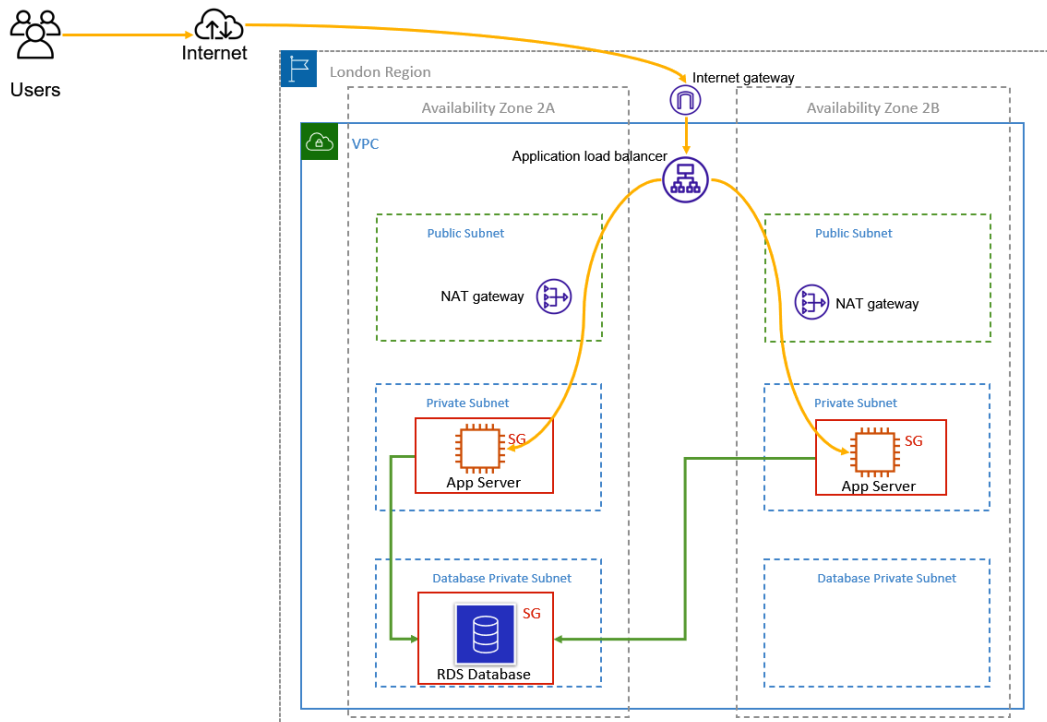 Users
Internet
London Region
Internet gateway
Availability Zone 2A
Availability Zone 2B
VPC
Application load balancer
Public Subnet
Public Subnet
NAT gateway
NAT gateway
Private Subnet
Private Subnet
SG
SG
App Server
App Server
Database Private Subnet
Database Private Subnet
SG
RDS Database